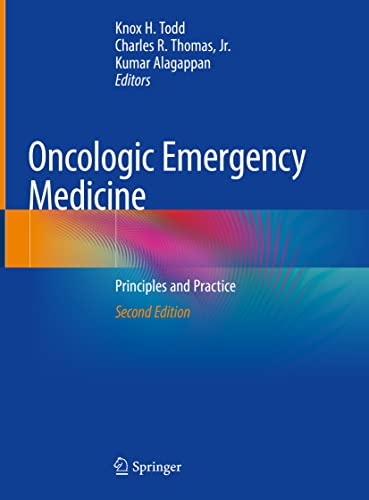 Knox H. Todd
Charles R. Thomas, Jr.
Kumar Alagappan
Editors
Oncologic Emergency
Medicine
Principles and Practice
Second Edition
Springer